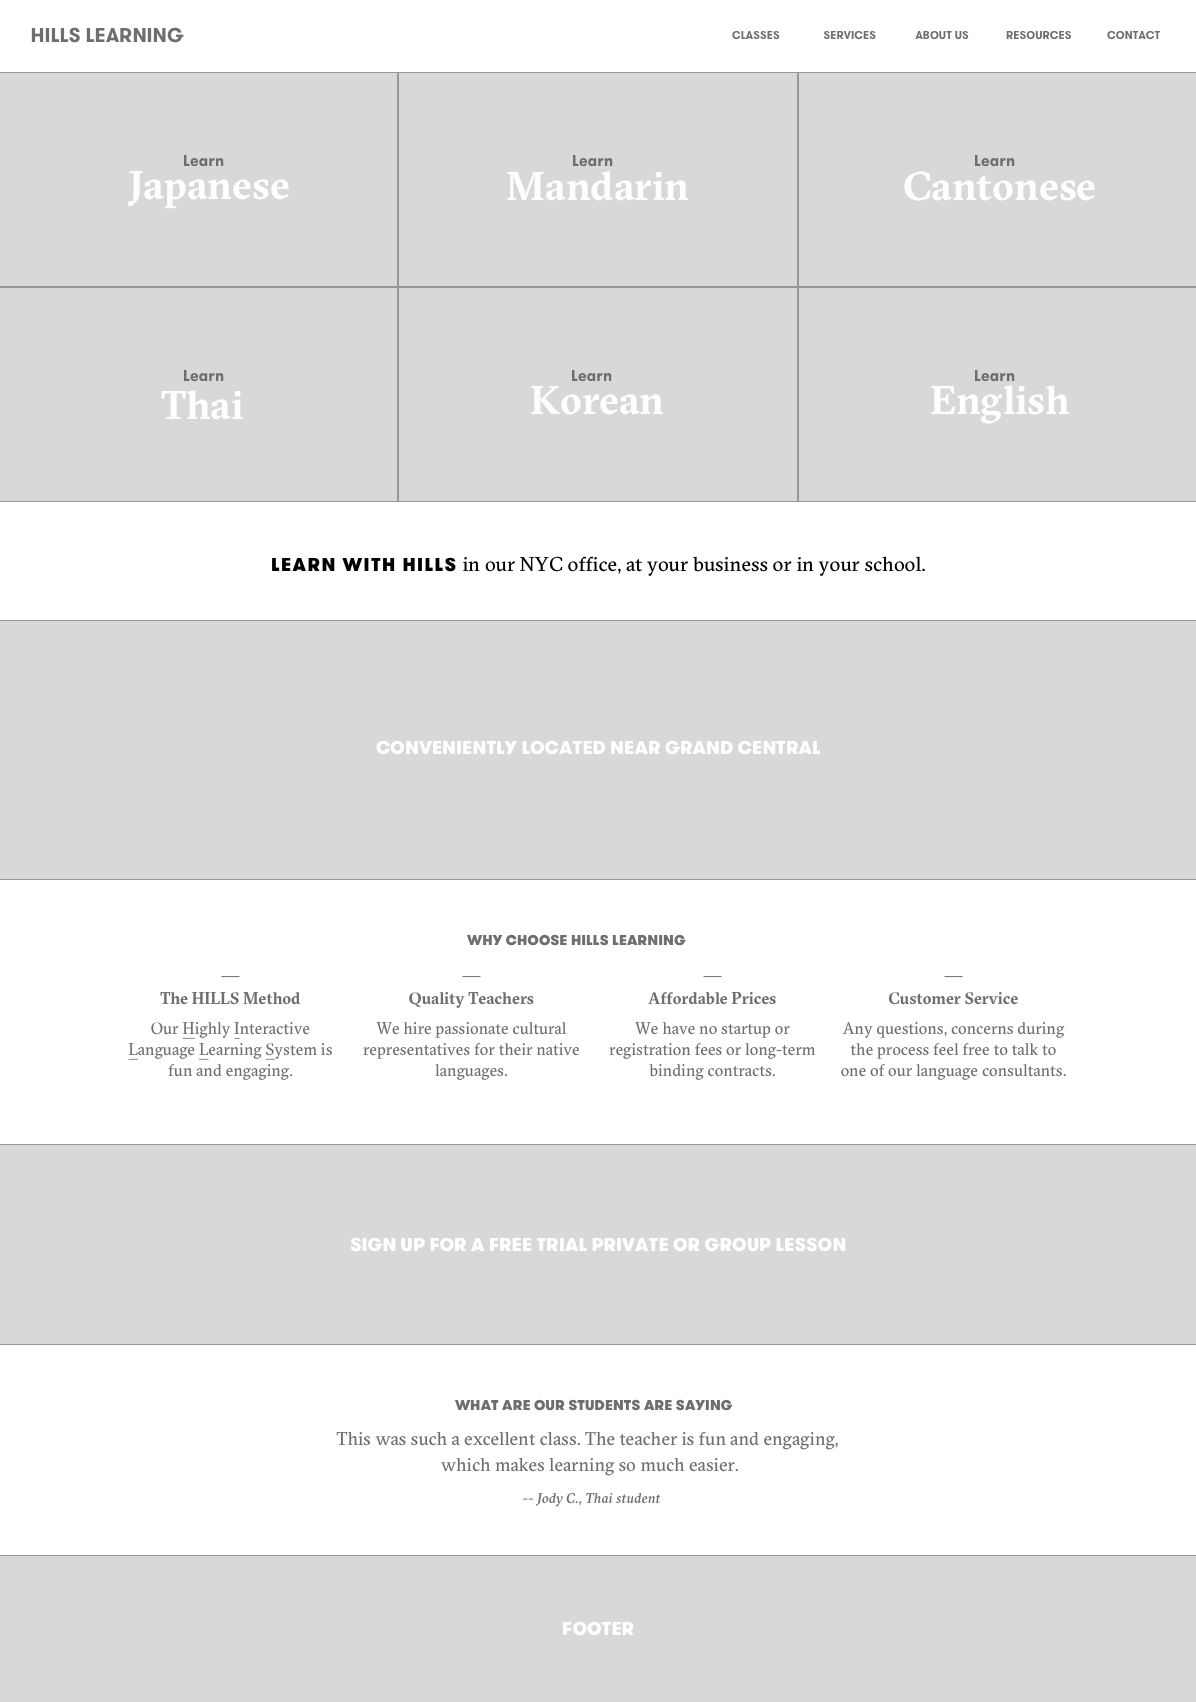 HILLS LEARNING
CLASSES SERVICES ABOUT US RESOURCES CONTACT
Learn
Japanese
Learn
Mandarin
Learn
Cantonese
Learn
Thai
Learn
Korean
Learn
English
LEARN WITH HILLS in our NYC office, at your business or in your school.
CONVENIENTLY LOCATED NEAR GRAND CENTRAL
WHY CHOOSE HILLS LEARNING
The HILLS Method
Our Highly Interactive
Language Learning System is
fun and engaging.
Quality Teachers
We hire passionate cultural
representatives for their native
languages.
Affordable Prices
We have no startup or
registration fees or long-term
binding contracts.
Customer Service
Any questions, concerns during
the process feel free to talk to
one of our language consultants.
SIGN UP FOR A FREE TRIAL PRIVATE OR GROUP LESSON
WHAT ARE OUR STUDENTS ARE SAYING
This was such a excellent class. The teacher is fun and engaging,
which makes learning so much easier.
-- Jody C., Thai student
FOOTER